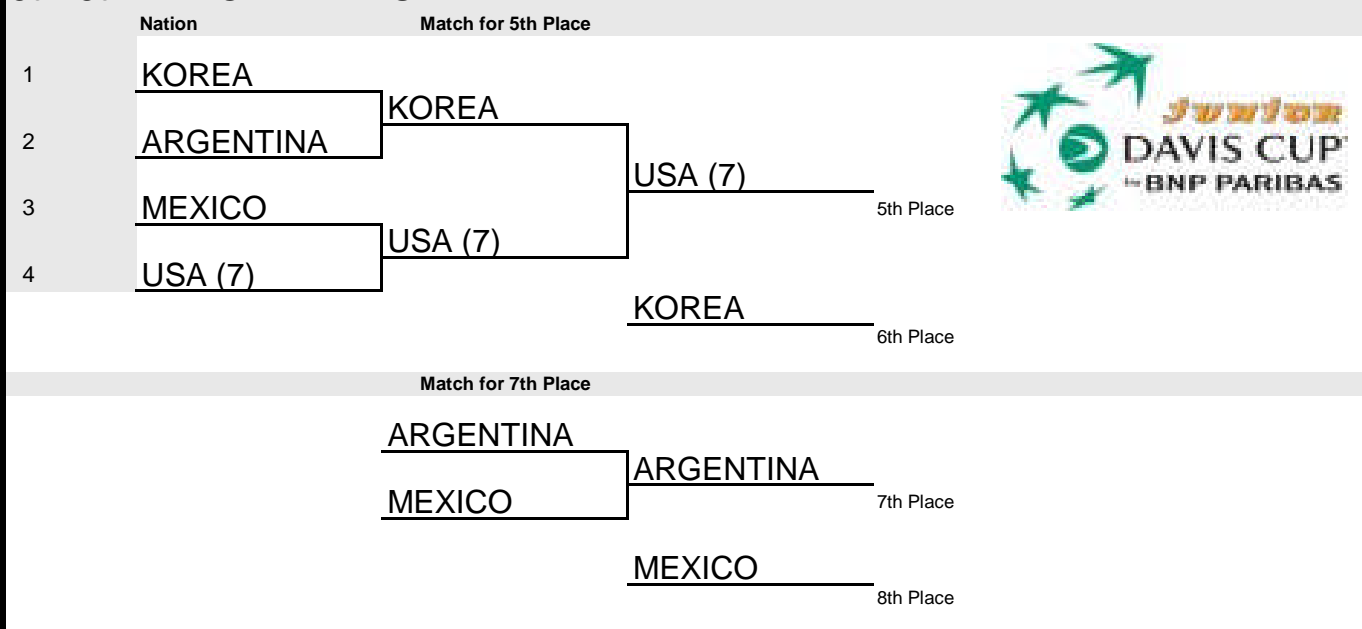 Nation Match for 5th Place
1 KOREA
KOREA
2 ARGENTINA
USA (7)
5th Place
3 MEXICO
USA (7)
4 USA (7)
KOREA
6th Place
Match for 7th Place
ARGENTINA
ARGENTINA
7th Place
MEXICO
MEXICO
8th Place
Junior
DAVIS CUP
BNP PARIBAS